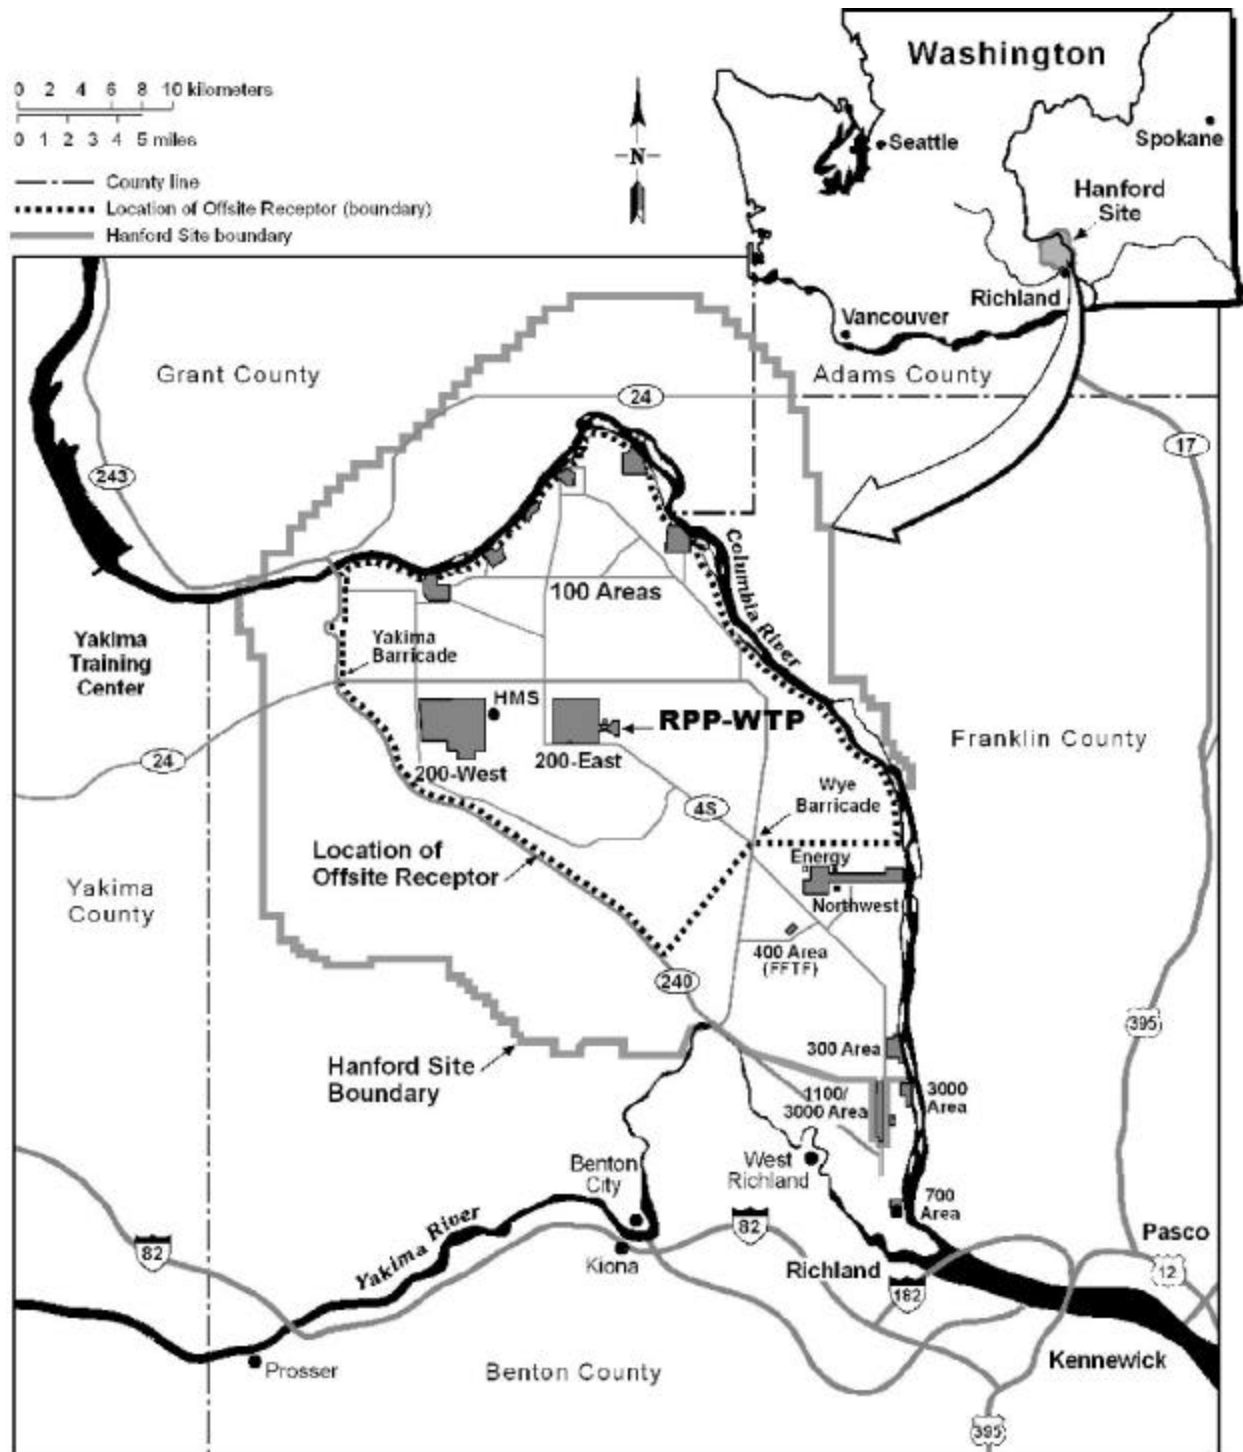 Washington
0 2 4 6 8 10 kilometers
0 1 2 3 4 5 miles
County line
Location of Offsite Receptor (boundary)
Hanford Site boundary
N
Seattle
Spokane
Hanford
Site
Richland
Vancouver
Grant County
Adams County
24
17
243
Columbia River
100 Areas
Yakima
Training
Center
Yakima
Barricade
HMS
RPP-WTP
Franklin County
24
200-West
200-East
4S
Wye
Barricade
Location of
Offsite Receptor
Energy
Northwest
Yakima
County
400 Area
(FFTF)
240
395
300 Area
Hanford Site
Boundary
1100/
3000 Area
3000
Area
Benton
City
West
Richland
700
Area
82
Yakima River
82
Pasco
Kiona
Richland
12
182
Prosser
Benton County
Kennewick
395